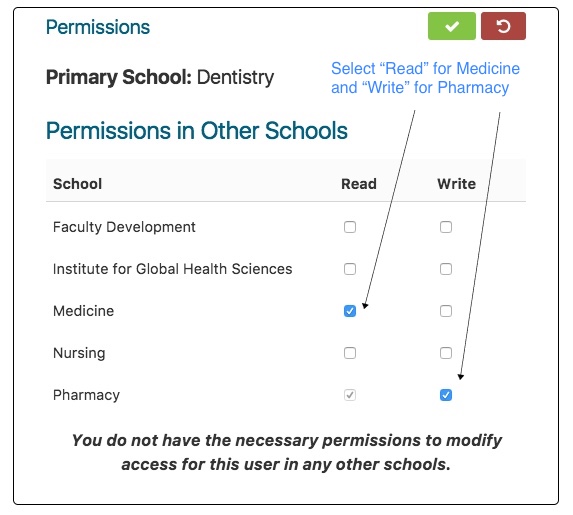 Permissions
Primary School: Dentistry
Select “Read” for Medicine
and “Write” for Pharmacy
Permissions in Other Schools
School Read Write
Faculty Development
Institute for Global Health Sciences
Medicine
Nursing
Pharmacy
You do not have the necessary permissions to modify
access for this user in any other schools.